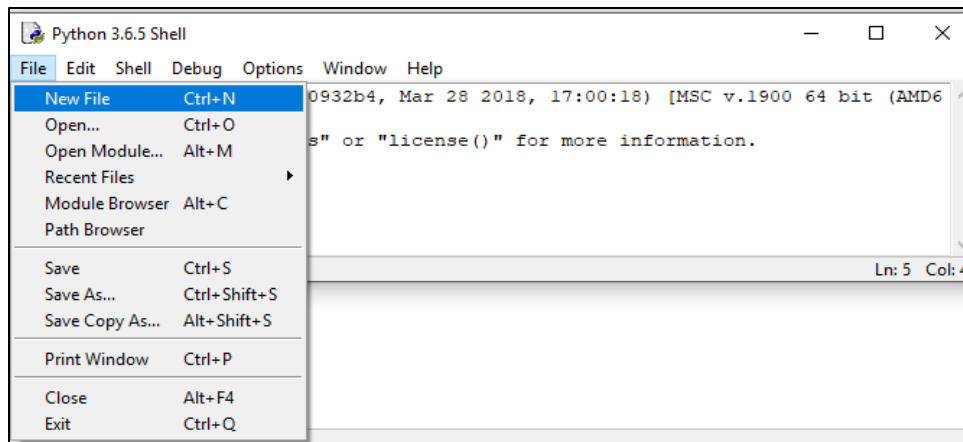 Python 3.6.5 Shell
File Edit Shell Debug Options Window Help
New File Ctrl+N
0932b4, Mar 28 2018, 17:00:18) [MSC v.1900 64 bit (AMD6
Open... Ctrl+O
Open Module... Alt+M
s" or "license()" for more information.
Recent Files
Module Browser Alt+C
Path Browser
Save Ctrl+S
Ln: 5 Col: 4
Save As... Ctrl+Shift+S
Save Copy As... Alt+Shift+S
Print Window Ctrl+P
Close Alt+F4
Exit Ctrl+Q